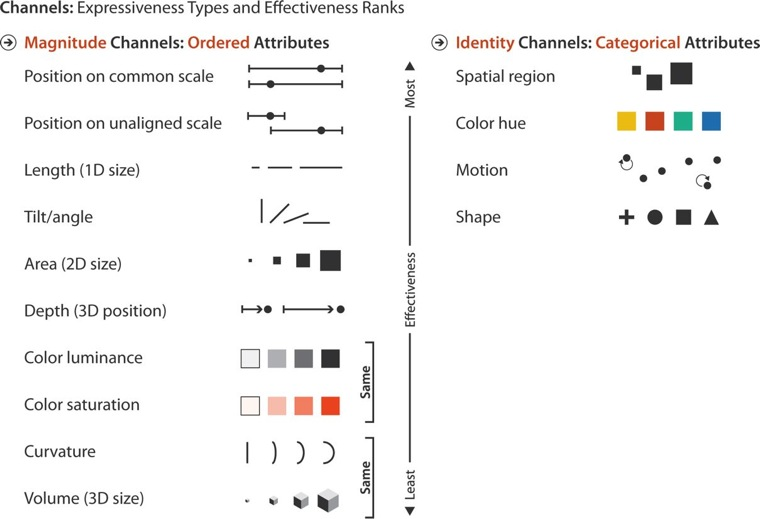 Channels: Expressiveness Types and Effectiveness Ranks
Magnitude Channels: Ordered Attributes
Position on common scale
Position on unaligned scale
Length (1D size)
Tilt/angle
Area (2D size)
Depth (3D position)
Color luminance
Color saturation
Curvature
Volume (3D size)
Same
Same
Most
Effectiveness
Least
Identity Channels: Categorical Attributes
Spatial region
Color hue
Motion
Shape